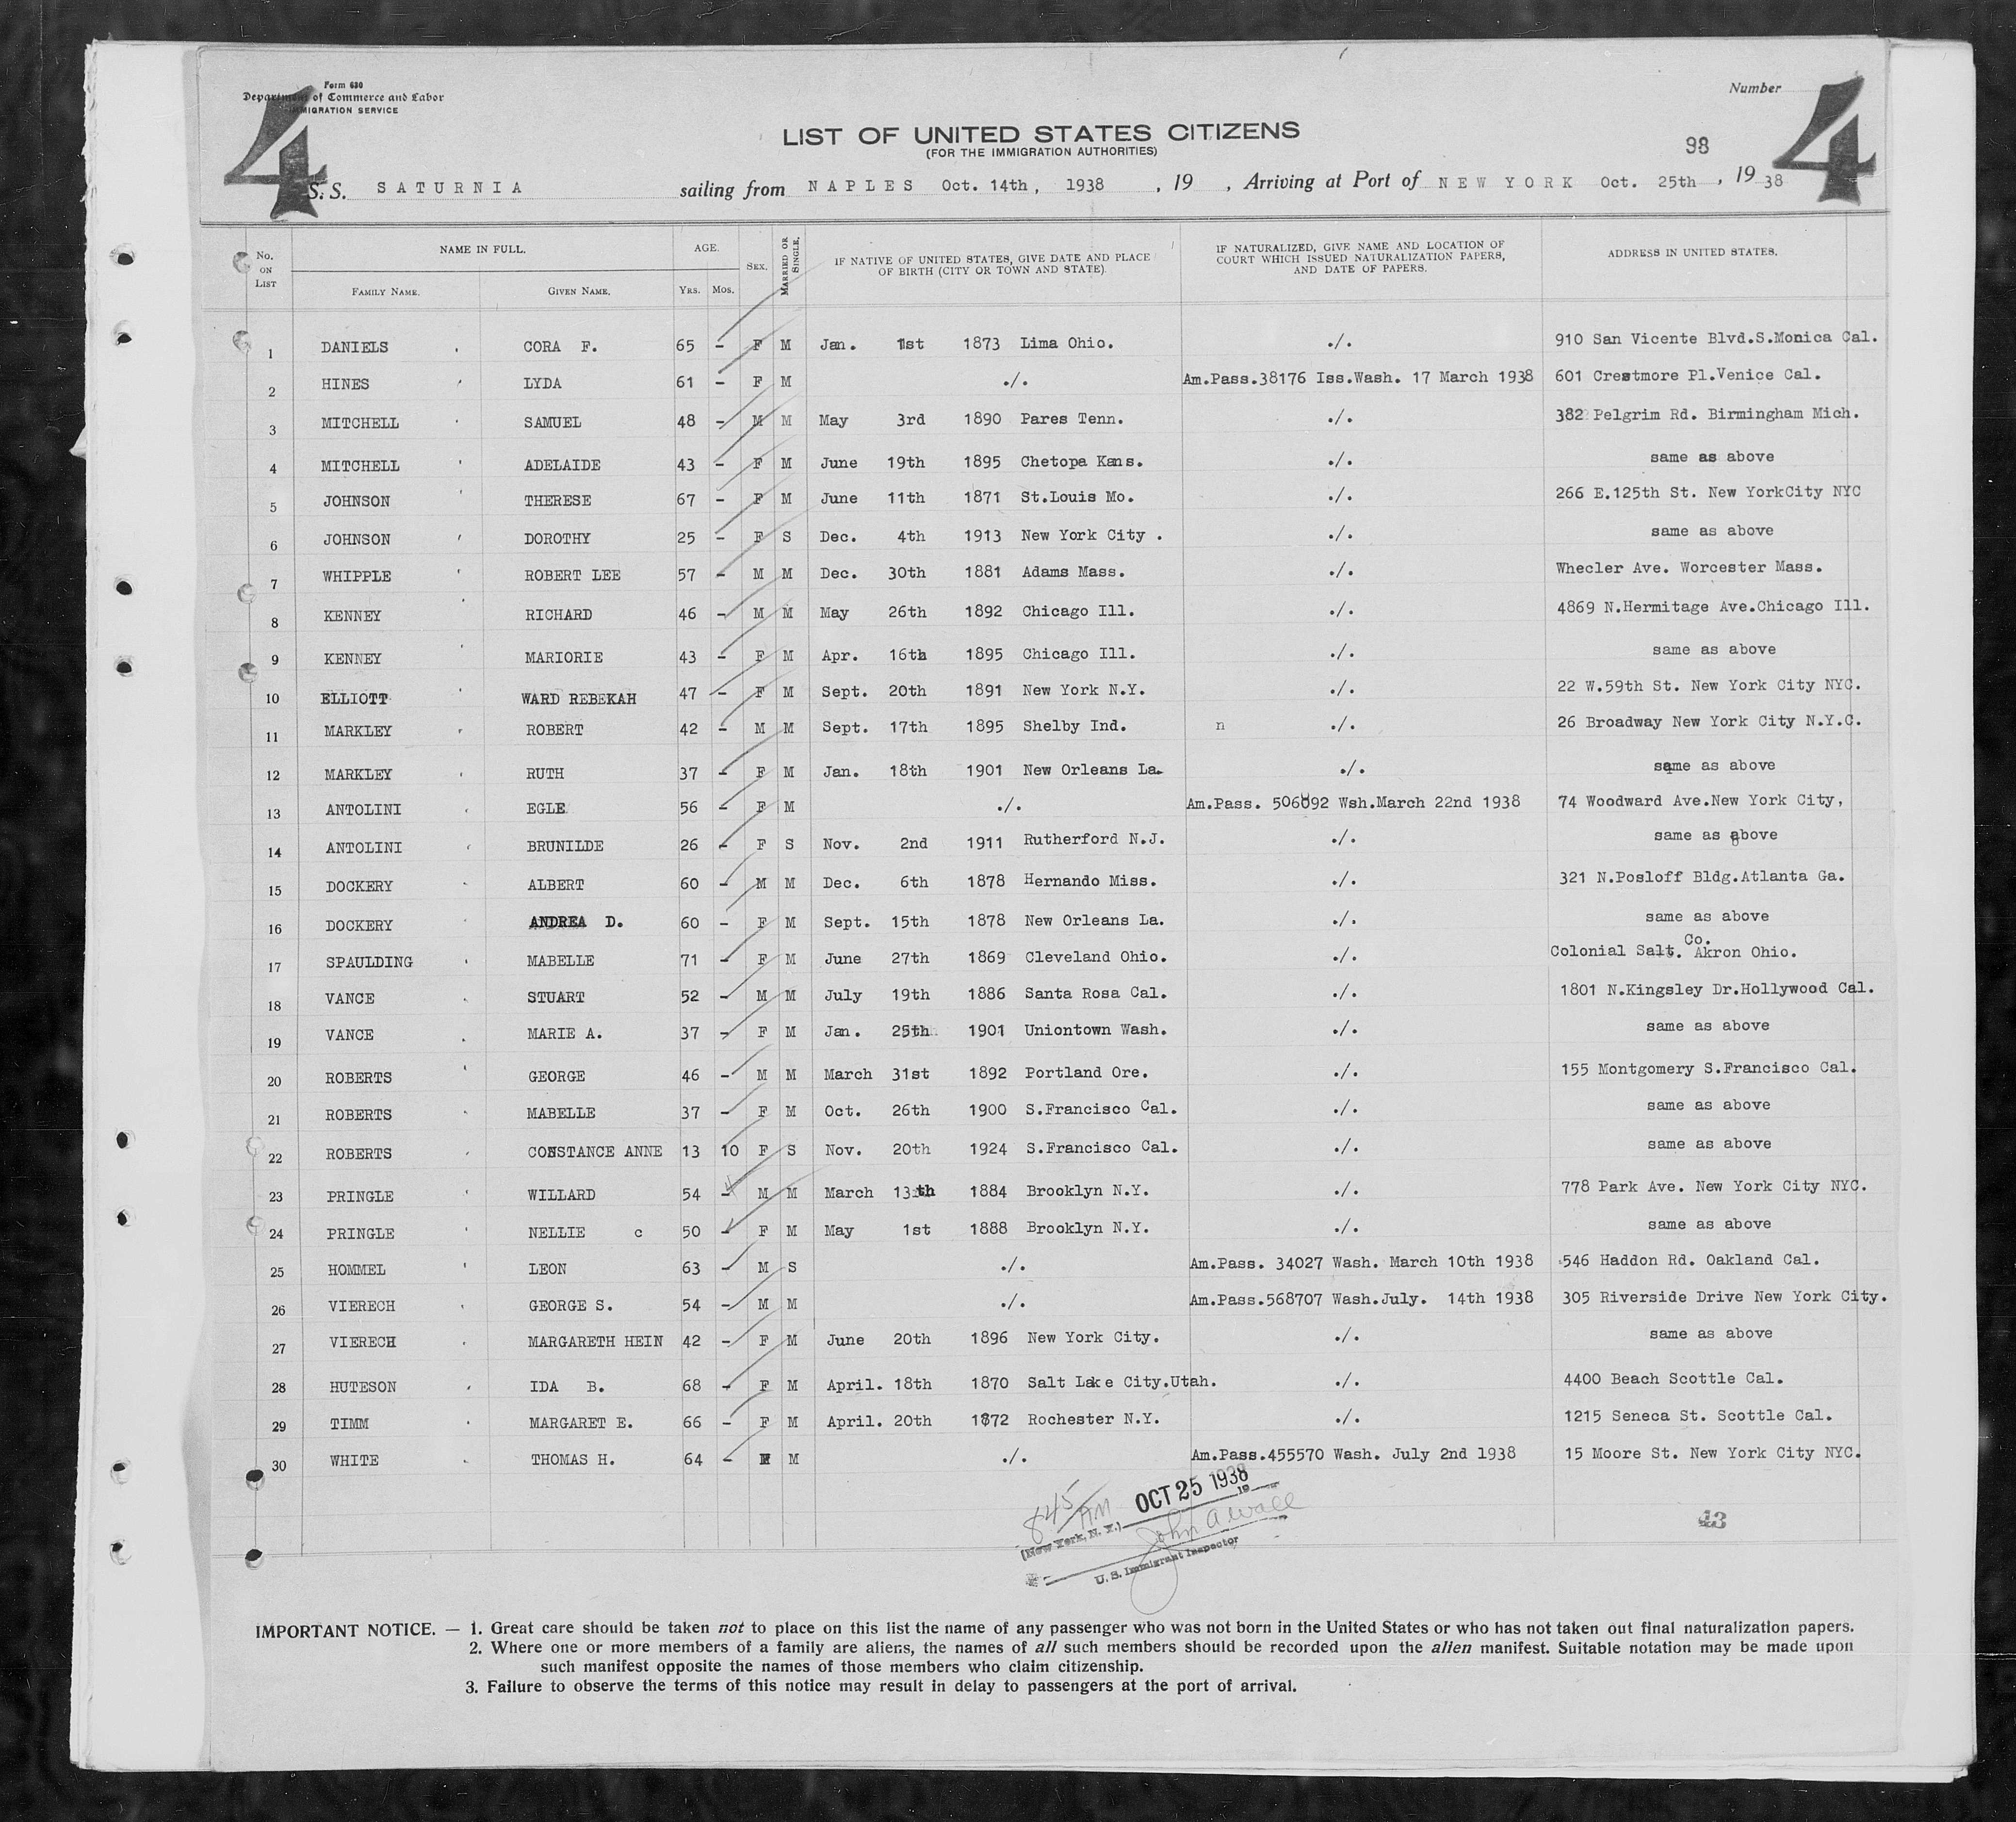 Form 630
Department of Commerce and Labor
IMMIGRATION SERVICE
4
Number
4
LIST OF UNITED STATES CITIZENS
(FOR THE IMMIGRATION AUTHORITIES)
98
S. S. SATURNIA sailing from NAPLES Oct. 14th, 1938 , 19 , Arriving at Port of NEW YORK Oct. 25th , 19 38
No. ON LIST
NAME IN FULL.
FAMILY NAME.
GIVEN NAME.
AGE.
YRS. MOS.
SEX.
MARRIED OR SINGLE.
IF NATIVE OF UNITED STATES, GIVE DATE AND PLACE
OF BIRTH (CITY OR TOWN AND STATE)
IF NATURALIZED, GIVE NAME AND LOCATION OF
COURT WHICH ISSUED NATURALIZATION PAPERS,
AND DATE OF PAPERS.
ADDRESS IN UNITED STATES.
1 DANIELS CORA F. 65 - F M Jan. 1st 1873 Lima Ohio. ./. 910 San Vicente Blvd.S.Monica Cal.
2 HINES LYDA 61 - F M ./. Am.Pass.38176 Iss.Wash. 17 March 1938 601 Crestmore Pl.Venice Cal.
3 MITCHELL SAMUEL 48 - M M May 3rd 1890 Pares Tenn. ./. 382 Pelgrim Rd. Birmingham Mich.
4 MITCHELL ADELAIDE 43 - F M June 19th 1895 Chetopa Kans. ./. same as above
5 JOHNSON THERESE 67 - F M June 11th 1871 St.Louis Mo. ./. 266 E.125th St. New YorkCity NYC
6 JOHNSON DOROTHY 25 - F S Dec. 4th 1913 New York City . ./. same as above
7 WHIPPLE ROBERT LEE 57 - M M Dec. 30th 1881 Adams Mass. ./. Whecler Ave. Worcester Mass.
8 KENNEY RICHARD 46 - M M May 26th 1892 Chicago Ill. ./. 4869 N.Hermitage Ave.Chicago Ill.
9 KENNEY MARIORIE 43 - F M Apr. 16th 1895 Chicago Ill. ./. same as above
10 ELLIOTT WARD REBEKAH 47 - F M Sept. 20th 1891 New York N.Y. ./. 22 W.59th St. New York City NYC.
11 MARKLEY ROBERT 42 - M M Sept. 17th 1895 Shelby Ind. n ./. 26 Broadway New York City N.Y.C.
12 MARKLEY RUTH 37 - F M Jan. 18th 1901 New Orleans La. ./. same as above
13 ANTOLINI EGLE 56 - F M ./. Am.Pass. 506092 Wsh.March 22nd 1938 74 Woodward Ave.New York City,
14 ANTOLINI BRUNILDE 26 - F S Nov. 2nd 1911 Rutherford N.J. ./. same as above
15 DOCKERY ALBERT 60 - M M Dec. 6th 1878 Hernando Miss. ./. 321 N.Posloff Bldg.Atlanta Ga.
16 DOCKERY ANDREA D. 60 - F M Sept. 15th 1878 New Orleans La. ./. same as above
17 SPAULDING MABELLE 71 - F M June 27th 1869 Cleveland Ohio. ./. Colonial Salt. Co. Akron Ohio.
18 VANCE STUART 52 - M M July 19th 1886 Santa Rosa Cal. ./. 1801 N.Kingsley Dr.Hollywood Cal.
19 VANCE MARIE A. 37 - F M Jan. 25th 1901 Uniontown Wash. ./. same as above
20 ROBERTS GEORGE 46 - M M March 31st 1892 Portland Ore. ./. 155 Montgomery S.Francisco Cal.
21 ROBERTS MABELLE 37 - F M Oct. 26th 1900 S.Francisco Cal. ./. same as above
22 ROBERTS CONSTANCE ANNE 13 10 F S Nov. 20th 1924 S.Francisco Cal. ./. same as above
23 PRINGLE WILLARD 54 - M M March 13th 1884 Brooklyn N.Y. ./. 778 Park Ave. New York City NYC.
24 PRINGLE NELLIE c 50 - F M May 1st 1888 Brooklyn N.Y. ./. same as above
25 HOMMEL LEON 63 - M S ./. Am.Pass. 34027 Wash. March 10th 1938 546 Haddon Rd. Oakland Cal.
26 VIERECH GEORGE S. 54 - M M ./. Am.Pass.568707 Wash.July. 14th 1938 305 Riverside Drive New York City.
27 VIERECH MARGARETH HEIN 42 - F M June 20th 1896 New York City. ./. same as above
28 HUTESON IDA B. 68 - F M April. 18th 1870 Salt Lake City.Utah. ./. 4400 Beach Scottle Cal.
29 TIMM MARGARET E. 66 - F M April. 20th 1872 Rochester N.Y. ./. 1215 Seneca St. Scottle Cal.
30 WHITE THOMAS H. 64 - M M ./. Am.Pass.455570 Wash. July 2nd 1938 15 Moore St. New York City NYC.
845 AM OCT 25 1938
(New York, N. Y.) 19
John A Wall
U. S. Immigrant Inspector
43
IMPORTANT NOTICE. — 1. Great care should be taken not to place on this list the name of any passenger who was not born in the United States or who has not taken out final naturalization papers.
2. Where one or more members of a family are aliens, the names of all such members should be recorded upon the alien manifest. Suitable notation may be made upon
such manifest opposite the names of those members who claim citizenship.
3. Failure to observe the terms of this notice may result in delay to passengers at the port of arrival.